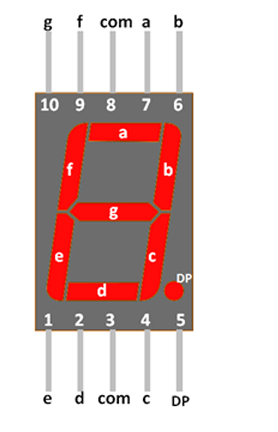 g f com a b
10 9 8 7 6
a
f b
g
e c
d DP
1 2 3 4 5
e d com c DP